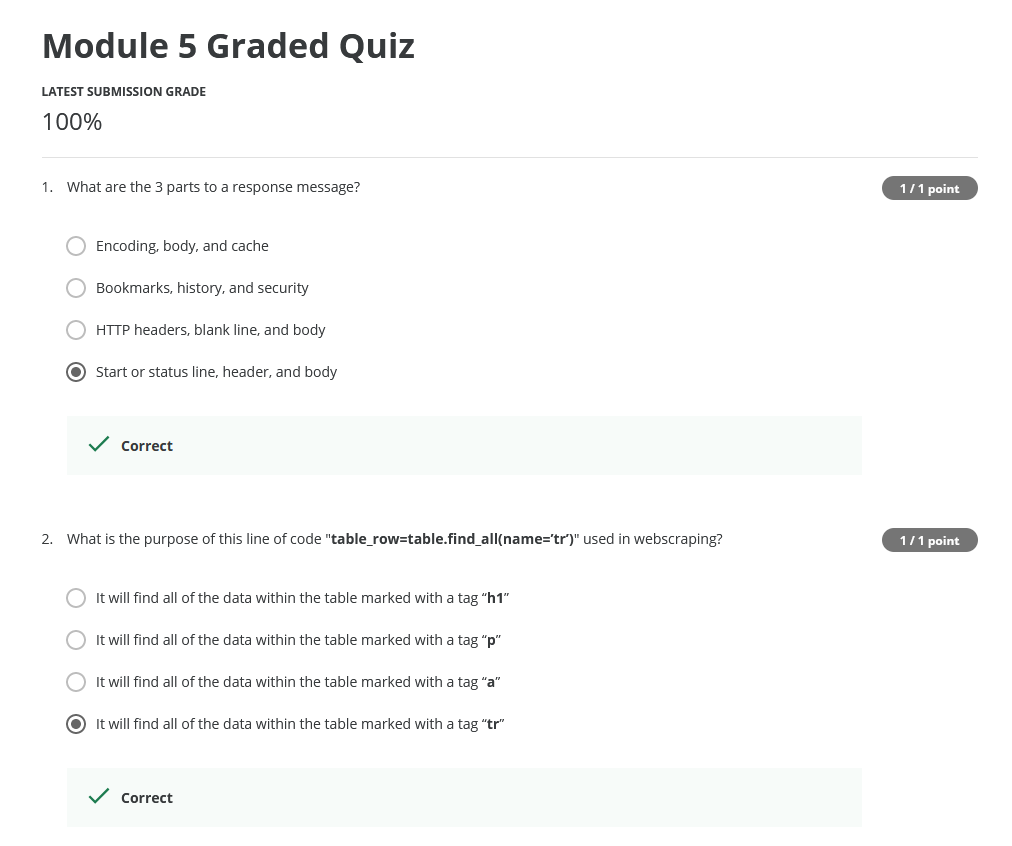 Module 5 Graded Quiz
LATEST SUBMISSION GRADE
100%
1. What are the 3 parts to a response message?
1 / 1 point
Encoding, body, and cache
Bookmarks, history, and security
HTTP headers, blank line, and body
Start or status line, header, and body
Correct
2. What is the purpose of this line of code "table_row=table.find_all(name=’tr’)" used in webscraping?
1 / 1 point
It will find all of the data within the table marked with a tag “h1”
It will find all of the data within the table marked with a tag “p”
It will find all of the data within the table marked with a tag “a”
It will find all of the data within the table marked with a tag “tr”
Correct